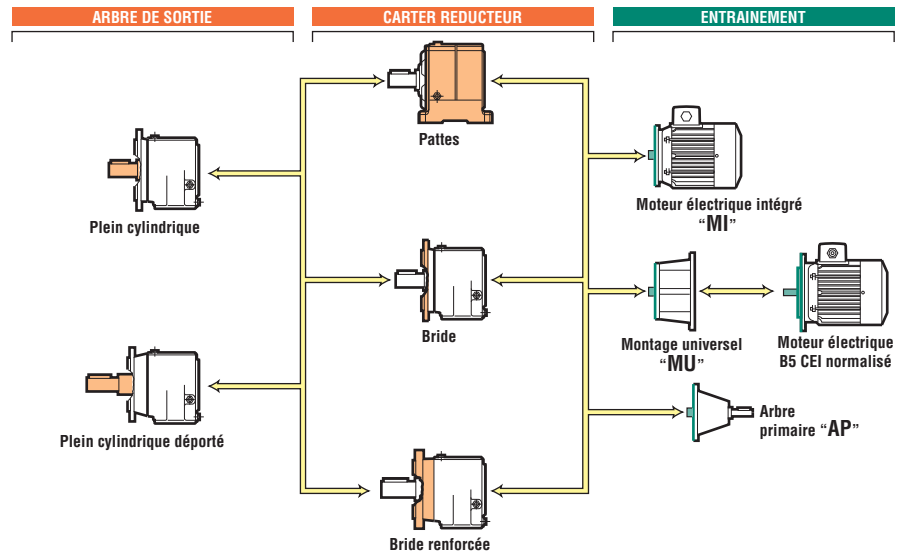 ARBRE DE SORTIE
CARTER REDUCTEUR
ENTRAINEMENT
Pattes
Plein cylindrique
Moteur électrique intégré
“MI”
Bride
Montage universel
“MU”
Moteur électrique
B5 CEI normalisé
Plein cylindrique déporté
Arbre
primaire “AP”
Bride renforcée